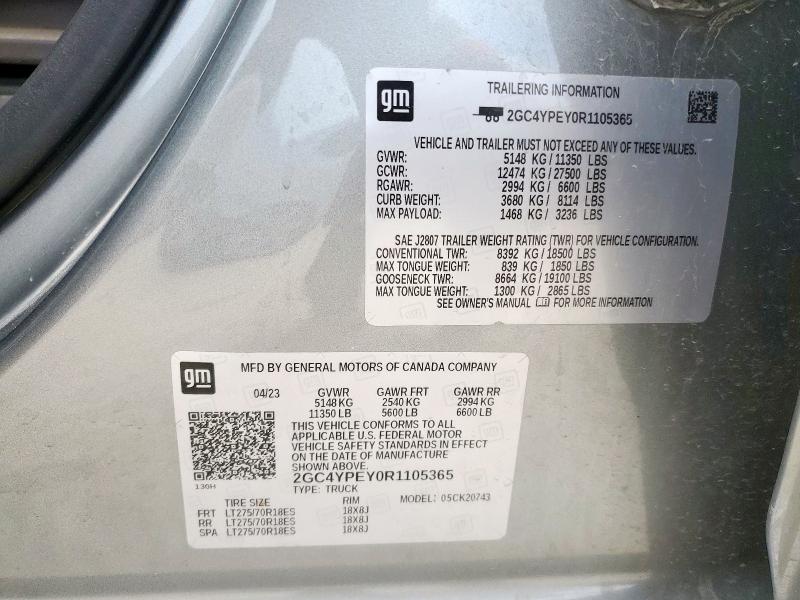 gm
TRAILERING INFORMATION
2GC4YPEY0R1105365
VEHICLE AND TRAILER MUST NOT EXCEED ANY OF THESE VALUES.
GVWR: 5148 KG / 11350 LBS
GCWR: 12474 KG / 27500 LBS
RGAWR: 2994 KG / 6600 LBS
CURB WEIGHT: 3680 KG / 8114 LBS
MAX PAYLOAD: 1468 KG / 3236 LBS
SAE J2807 TRAILER WEIGHT RATING (TWR) FOR VEHICLE CONFIGURATION.
CONVENTIONAL TWR: 8392 KG / 18500 LBS
MAX TONGUE WEIGHT: 839 KG / 1850 LBS
GOOSENECK TWR: 8664 KG / 19100 LBS
MAX TONGUE WEIGHT: 1300 KG / 2865 LBS
SEE OWNER'S MANUAL FOR MORE INFORMATION
gm
MFD BY GENERAL MOTORS OF CANADA COMPANY
04/23 GVWR GAWR FRT GAWR RR
5148 KG 2540 KG 2994 KG
11350 LB 5600 LB 6600 LB
THIS VEHICLE CONFORMS TO ALL
APPLICABLE U.S. FEDERAL MOTOR
VEHICLE SAFETY STANDARDS IN EFFECT
ON THE DATE OF MANUFACTURE
SHOWN ABOVE.
2GC4YPEY0R1105365
136H
TYPE: TRUCK
MODEL: 05CK20743
TIRE SIZE RIM
FRT LT275/70R18ES 18X8J
RR LT275/70R18ES 18X8J
SPA LT275/70R18ES 18X8J